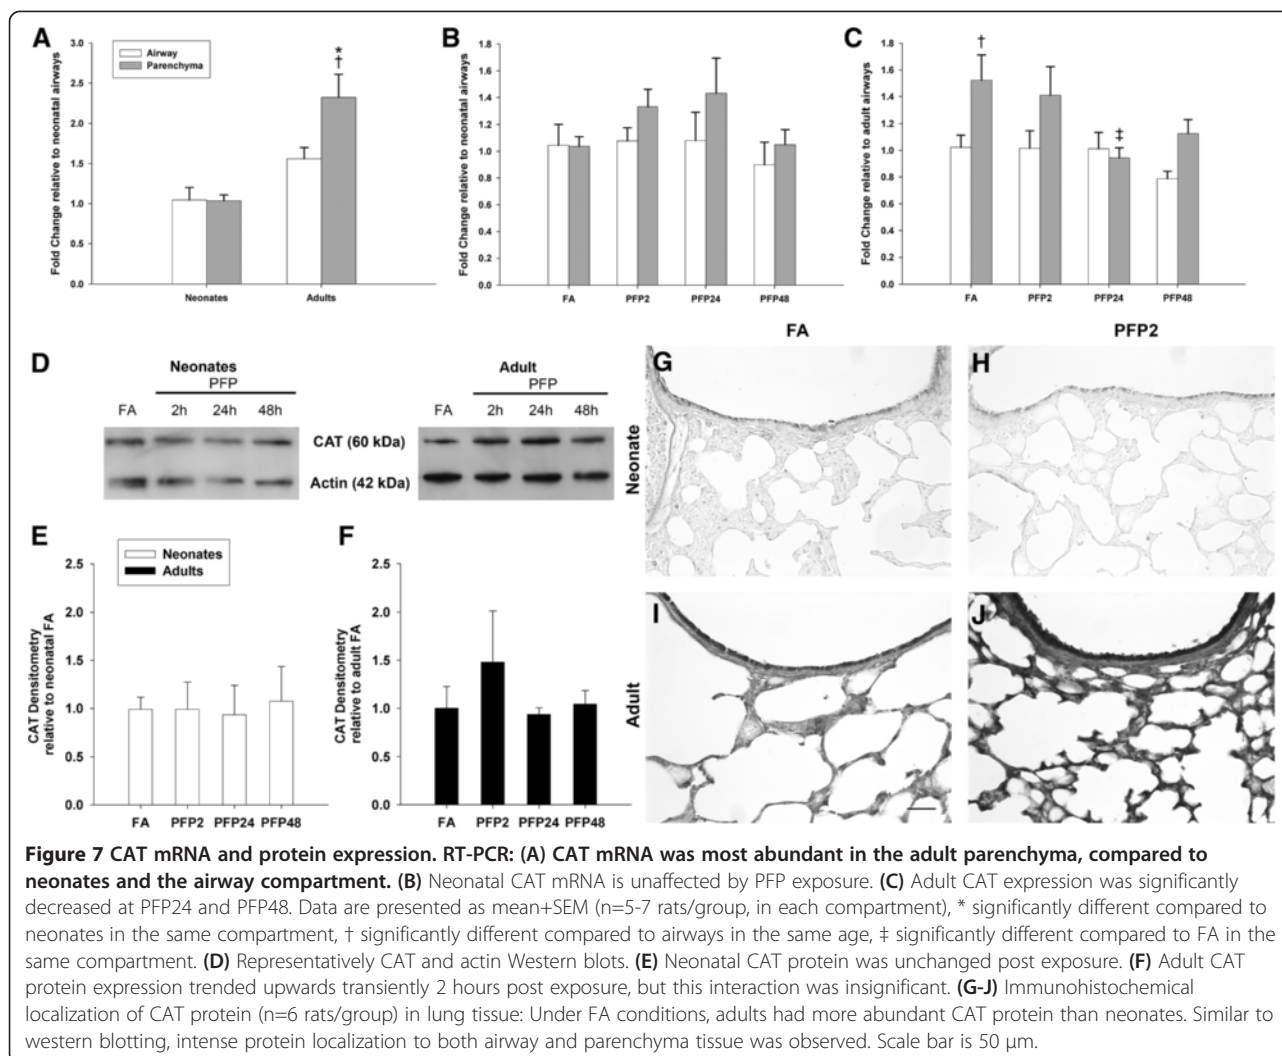 A
Fold Change relative to neonatal airways
3.0
2.5
2.0
1.5
1.0
0.5
0.0
Airway
Parenchyma
*
†
Neonates
Adults
B
Fold Change relative to neonatal airways
1.8
1.6
1.4
1.2
1.0
0.8
0.6
0.4
0.2
0.0
FA
PFP2
PFP24
PFP48
C
Fold Change relative to adult airways
1.8
1.6
1.4
1.2
1.0
0.8
0.6
0.4
0.2
0.0
†
‡
FA
PFP2
PFP24
PFP48
D
Neonates
PFP
FA 2h 24h 48h
CAT (60 kDa)
Actin (42 kDa)
Adult
PFP
FA 2h 24h 48h
E
CAT Densitometry
relative to neonatal FA
2.5
2.0
1.5
1.0
0.5
0.0
Neonates
Adults
FA PFP2 PFP24 PFP48
F
CAT Densitometry
relative to adult FA
2.5
2.0
1.5
1.0
0.5
0.0
FA PFP2 PFP24 PFP48
FA
PFP2
Neonate
G
H
Adult
I
J
Figure 7 CAT mRNA and protein expression. RT-PCR: (A) CAT mRNA was most abundant in the adult parenchyma, compared to
neonates and the airway compartment. (B) Neonatal CAT mRNA is unaffected by PFP exposure. (C) Adult CAT expression was significantly
decreased at PFP24 and PFP48. Data are presented as mean+SEM (n=5-7 rats/group, in each compartment), * significantly different compared to
neonates in the same compartment, † significantly different compared to airways in the same age, ‡ significantly different compared to FA in the
same compartment. (D) Representatively CAT and actin Western blots. (E) Neonatal CAT protein was unchanged post exposure. (F) Adult CAT
protein expression trended upwards transiently 2 hours post exposure, but this interaction was insignificant. (G-J) Immunohistochemical
localization of CAT protein (n=6 rats/group) in lung tissue: Under FA conditions, adults had more abundant CAT protein than neonates. Similar to
western blotting, intense protein localization to both airway and parenchyma tissue was observed. Scale bar is 50 μm.